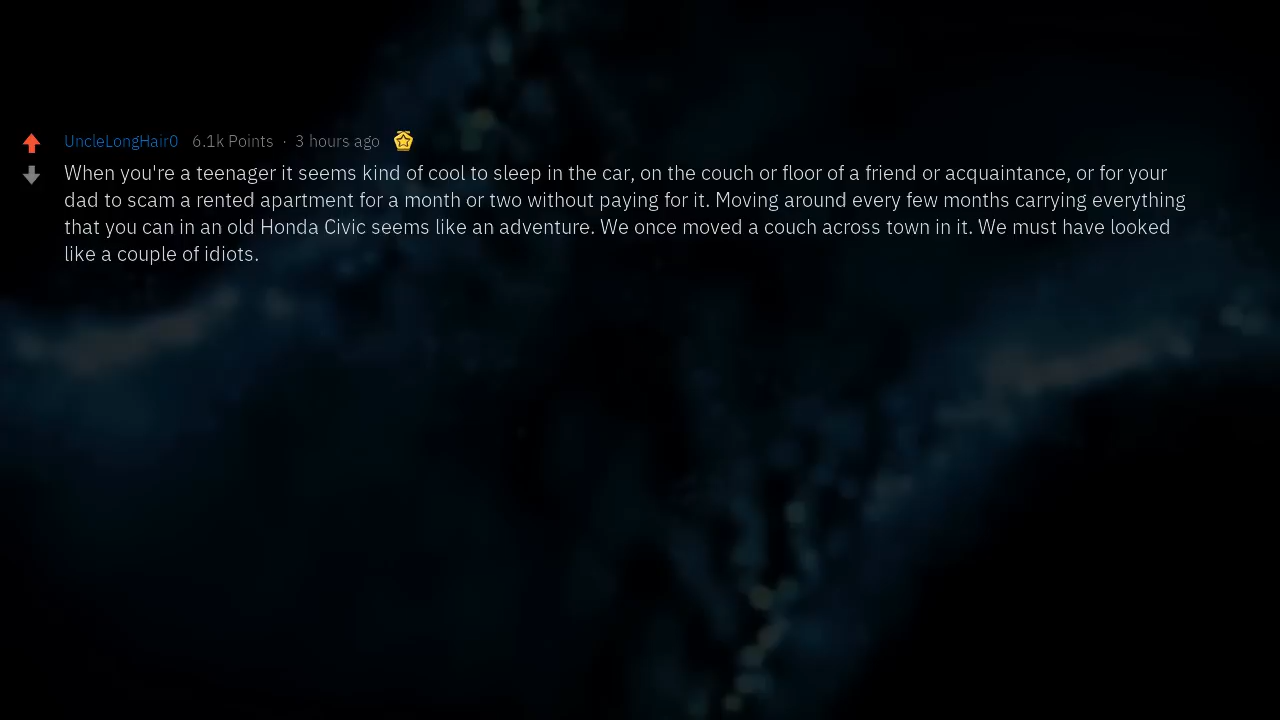 UncleLongHair0 6.1k Points · 3 hours ago
When you're a teenager it seems kind of cool to sleep in the car, on the couch or floor of a friend or acquaintance, or for your
dad to scam a rented apartment for a month or two without paying for it. Moving around every few months carrying everything
that you can in an old Honda Civic seems like an adventure. We once moved a couch across town in it. We must have looked
like a couple of idiots.